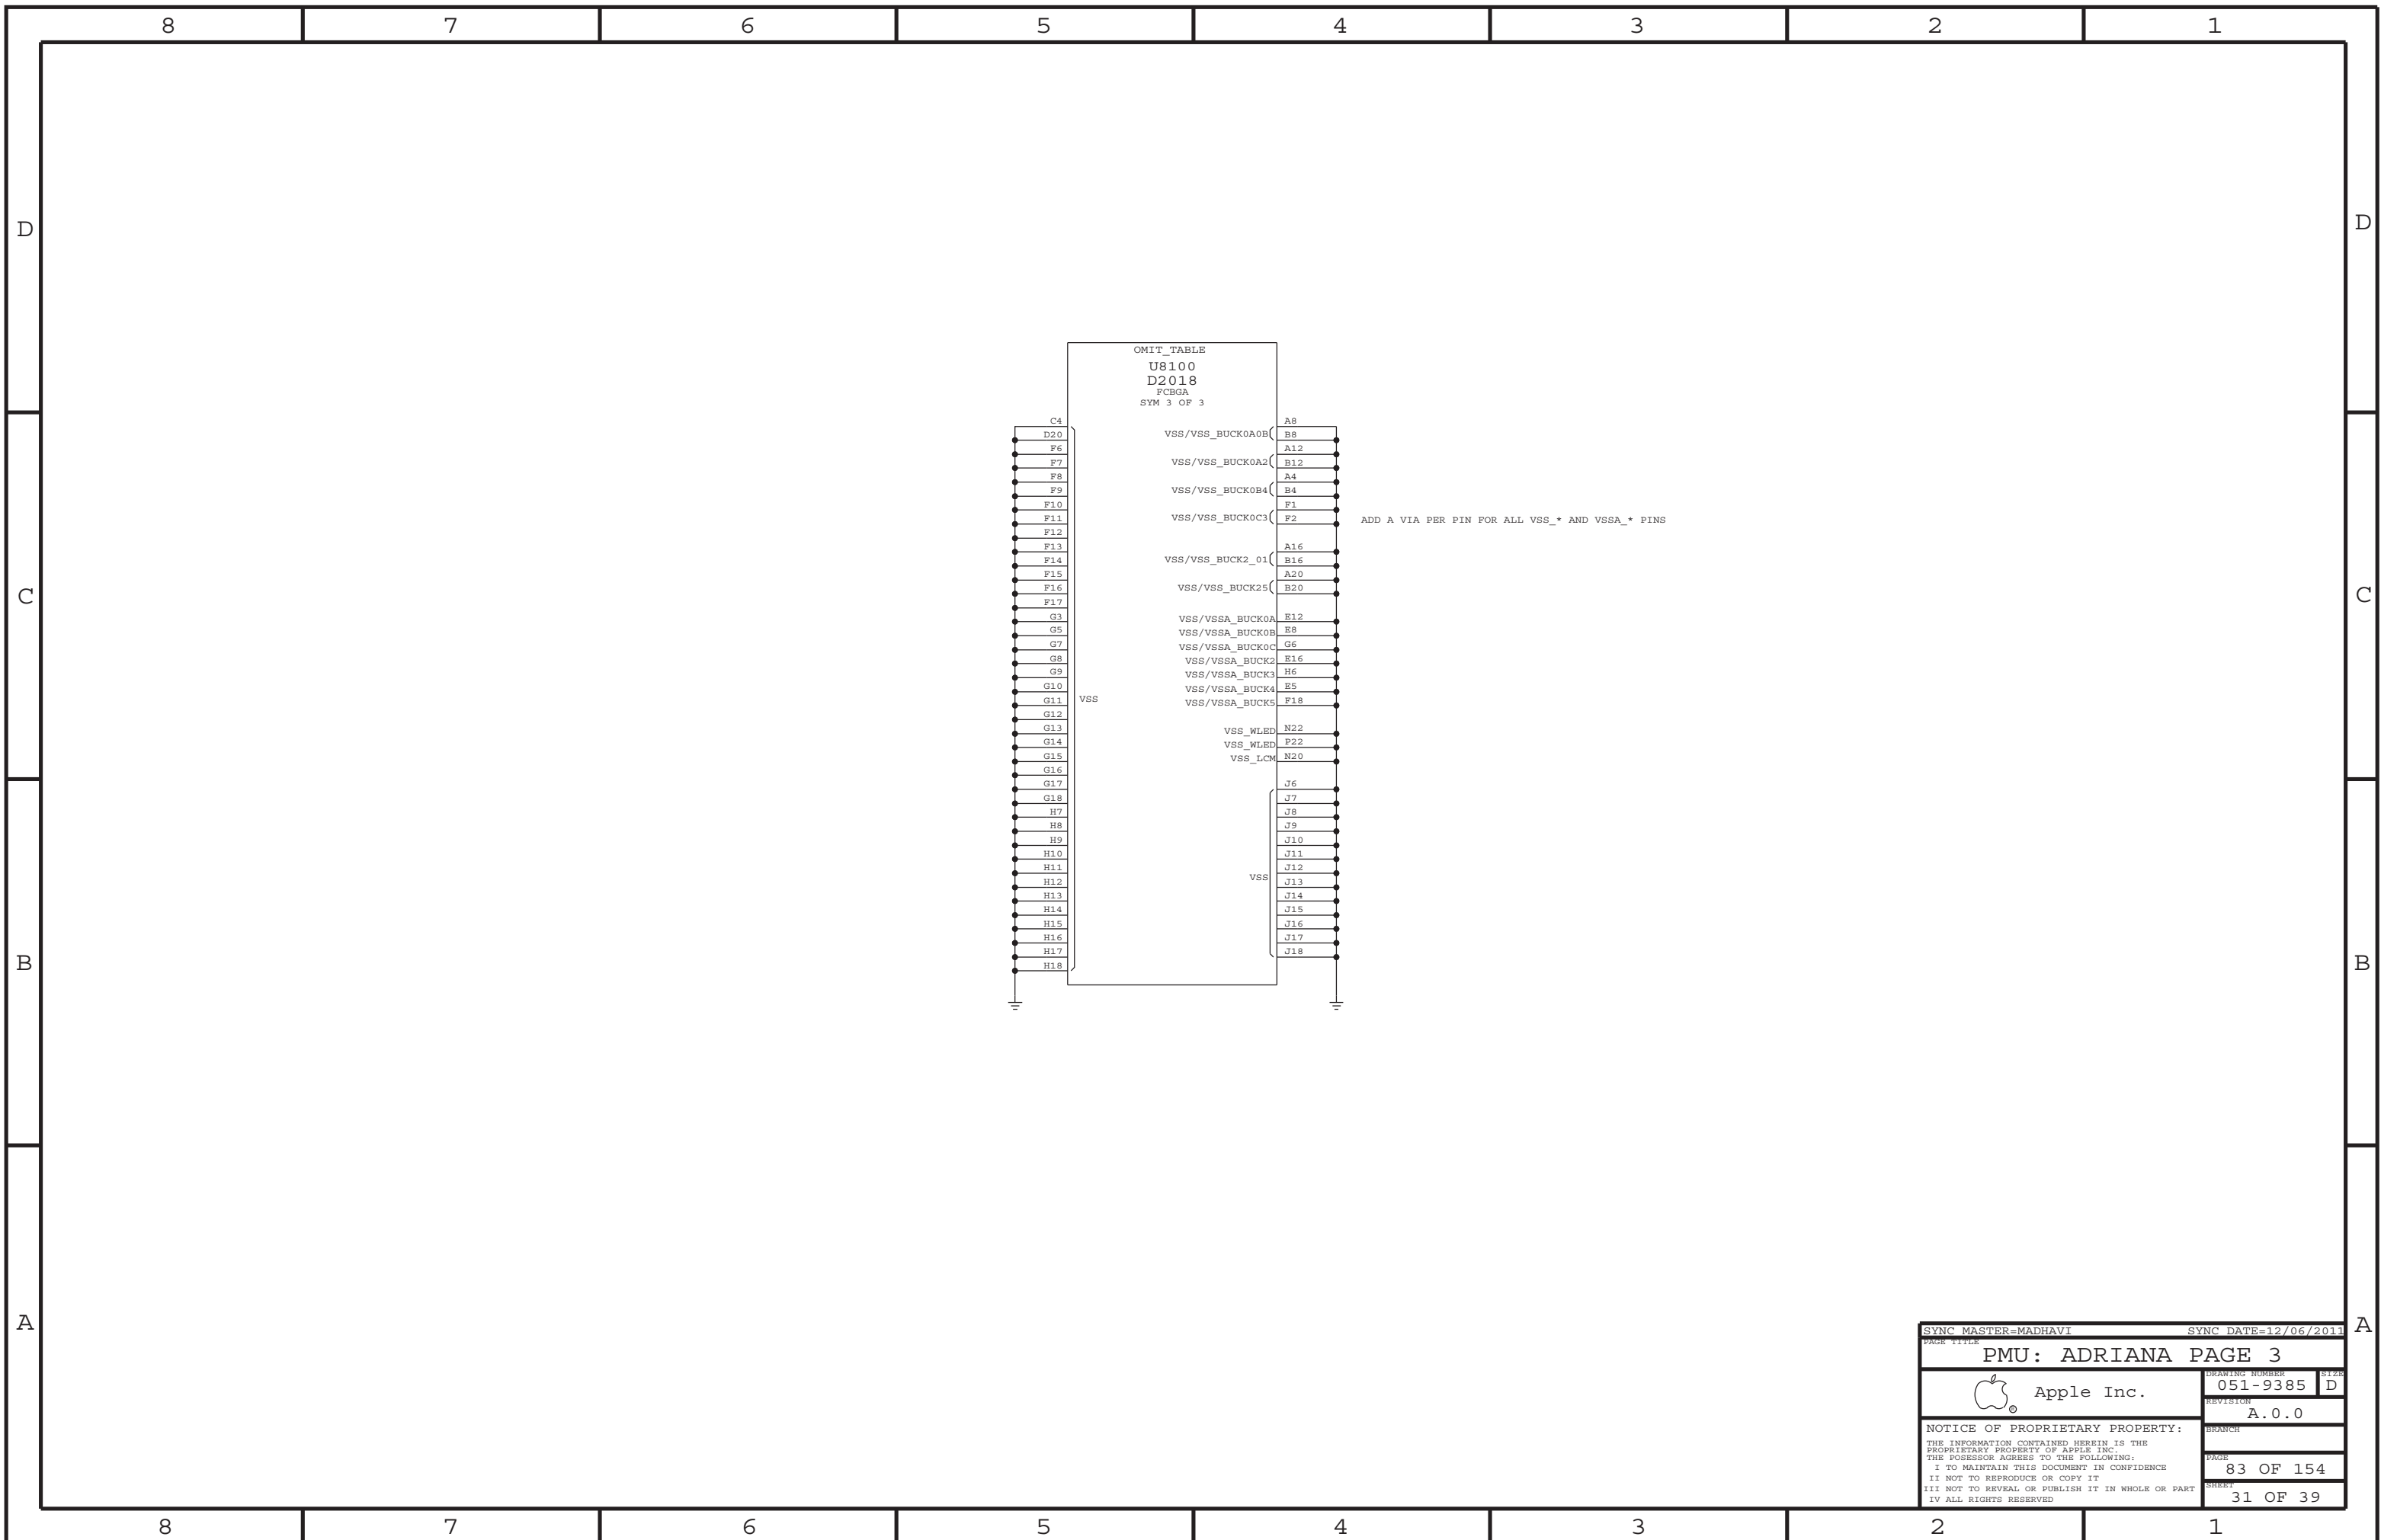 8 7 6 5 4 3 2 1
D D
OMIT_TABLE
U8100
D2018
FCBGA
SYM 3 OF 3
C4 A8
D20 VSS/VSS_BUCK0A0B B8
F6 A12
F7 VSS/VSS_BUCK0A2 B12
F8 A4
F9 VSS/VSS_BUCK0B4 B4
F10 F1
F11 VSS/VSS_BUCK0C3 F2 ADD A VIA PER PIN FOR ALL VSS_* AND VSSA_* PINS
F12
F13 A16
F14 VSS/VSS_BUCK2_01 B16
F15 A20
F16 VSS/VSS_BUCK25 B20
C C
F17
G3 VSS/VSSA_BUCK0A E12
G5 VSS/VSSA_BUCK0B E8
G7 VSS/VSSA_BUCK0C G6
G8 VSS/VSSA_BUCK2 E16
G9 VSS/VSSA_BUCK3 H6
G10 VSS/VSSA_BUCK4 E5
G11 VSS VSS/VSSA_BUCK5 F18
G12
G13 VSS_WLED N22
G14 VSS_WLED P22
G15 VSS_LCM N20
G16
G17 J6
G18 J7
H7 J8
H8 J9
H9 J10
H10 J11
H11 J12
H12 VSS J13
H13 J14
H14 J15
H15 J16
H16 J17
H17 J18
B B
H18
A A
SYNC MASTER=MADHAVI SYNC DATE=12/06/2011
PAGE TITLE
PMU: ADRIANA PAGE 3
Apple Inc.
®
DRAWING NUMBER
051-9385
SIZE
D
REVISION
A.0.0
NOTICE OF PROPRIETARY PROPERTY:
THE INFORMATION CONTAINED HEREIN IS THE
PROPRIETARY PROPERTY OF APPLE INC.
THE POSESSOR AGREES TO THE FOLLOWING:
I TO MAINTAIN THIS DOCUMENT IN CONFIDENCE
II NOT TO REPRODUCE OR COPY IT
III NOT TO REVEAL OR PUBLISH IT IN WHOLE OR PART
IV ALL RIGHTS RESERVED
BRANCH
PAGE
83 OF 154
SHEET
31 OF 39
8 7 6 5 4 3 2 1